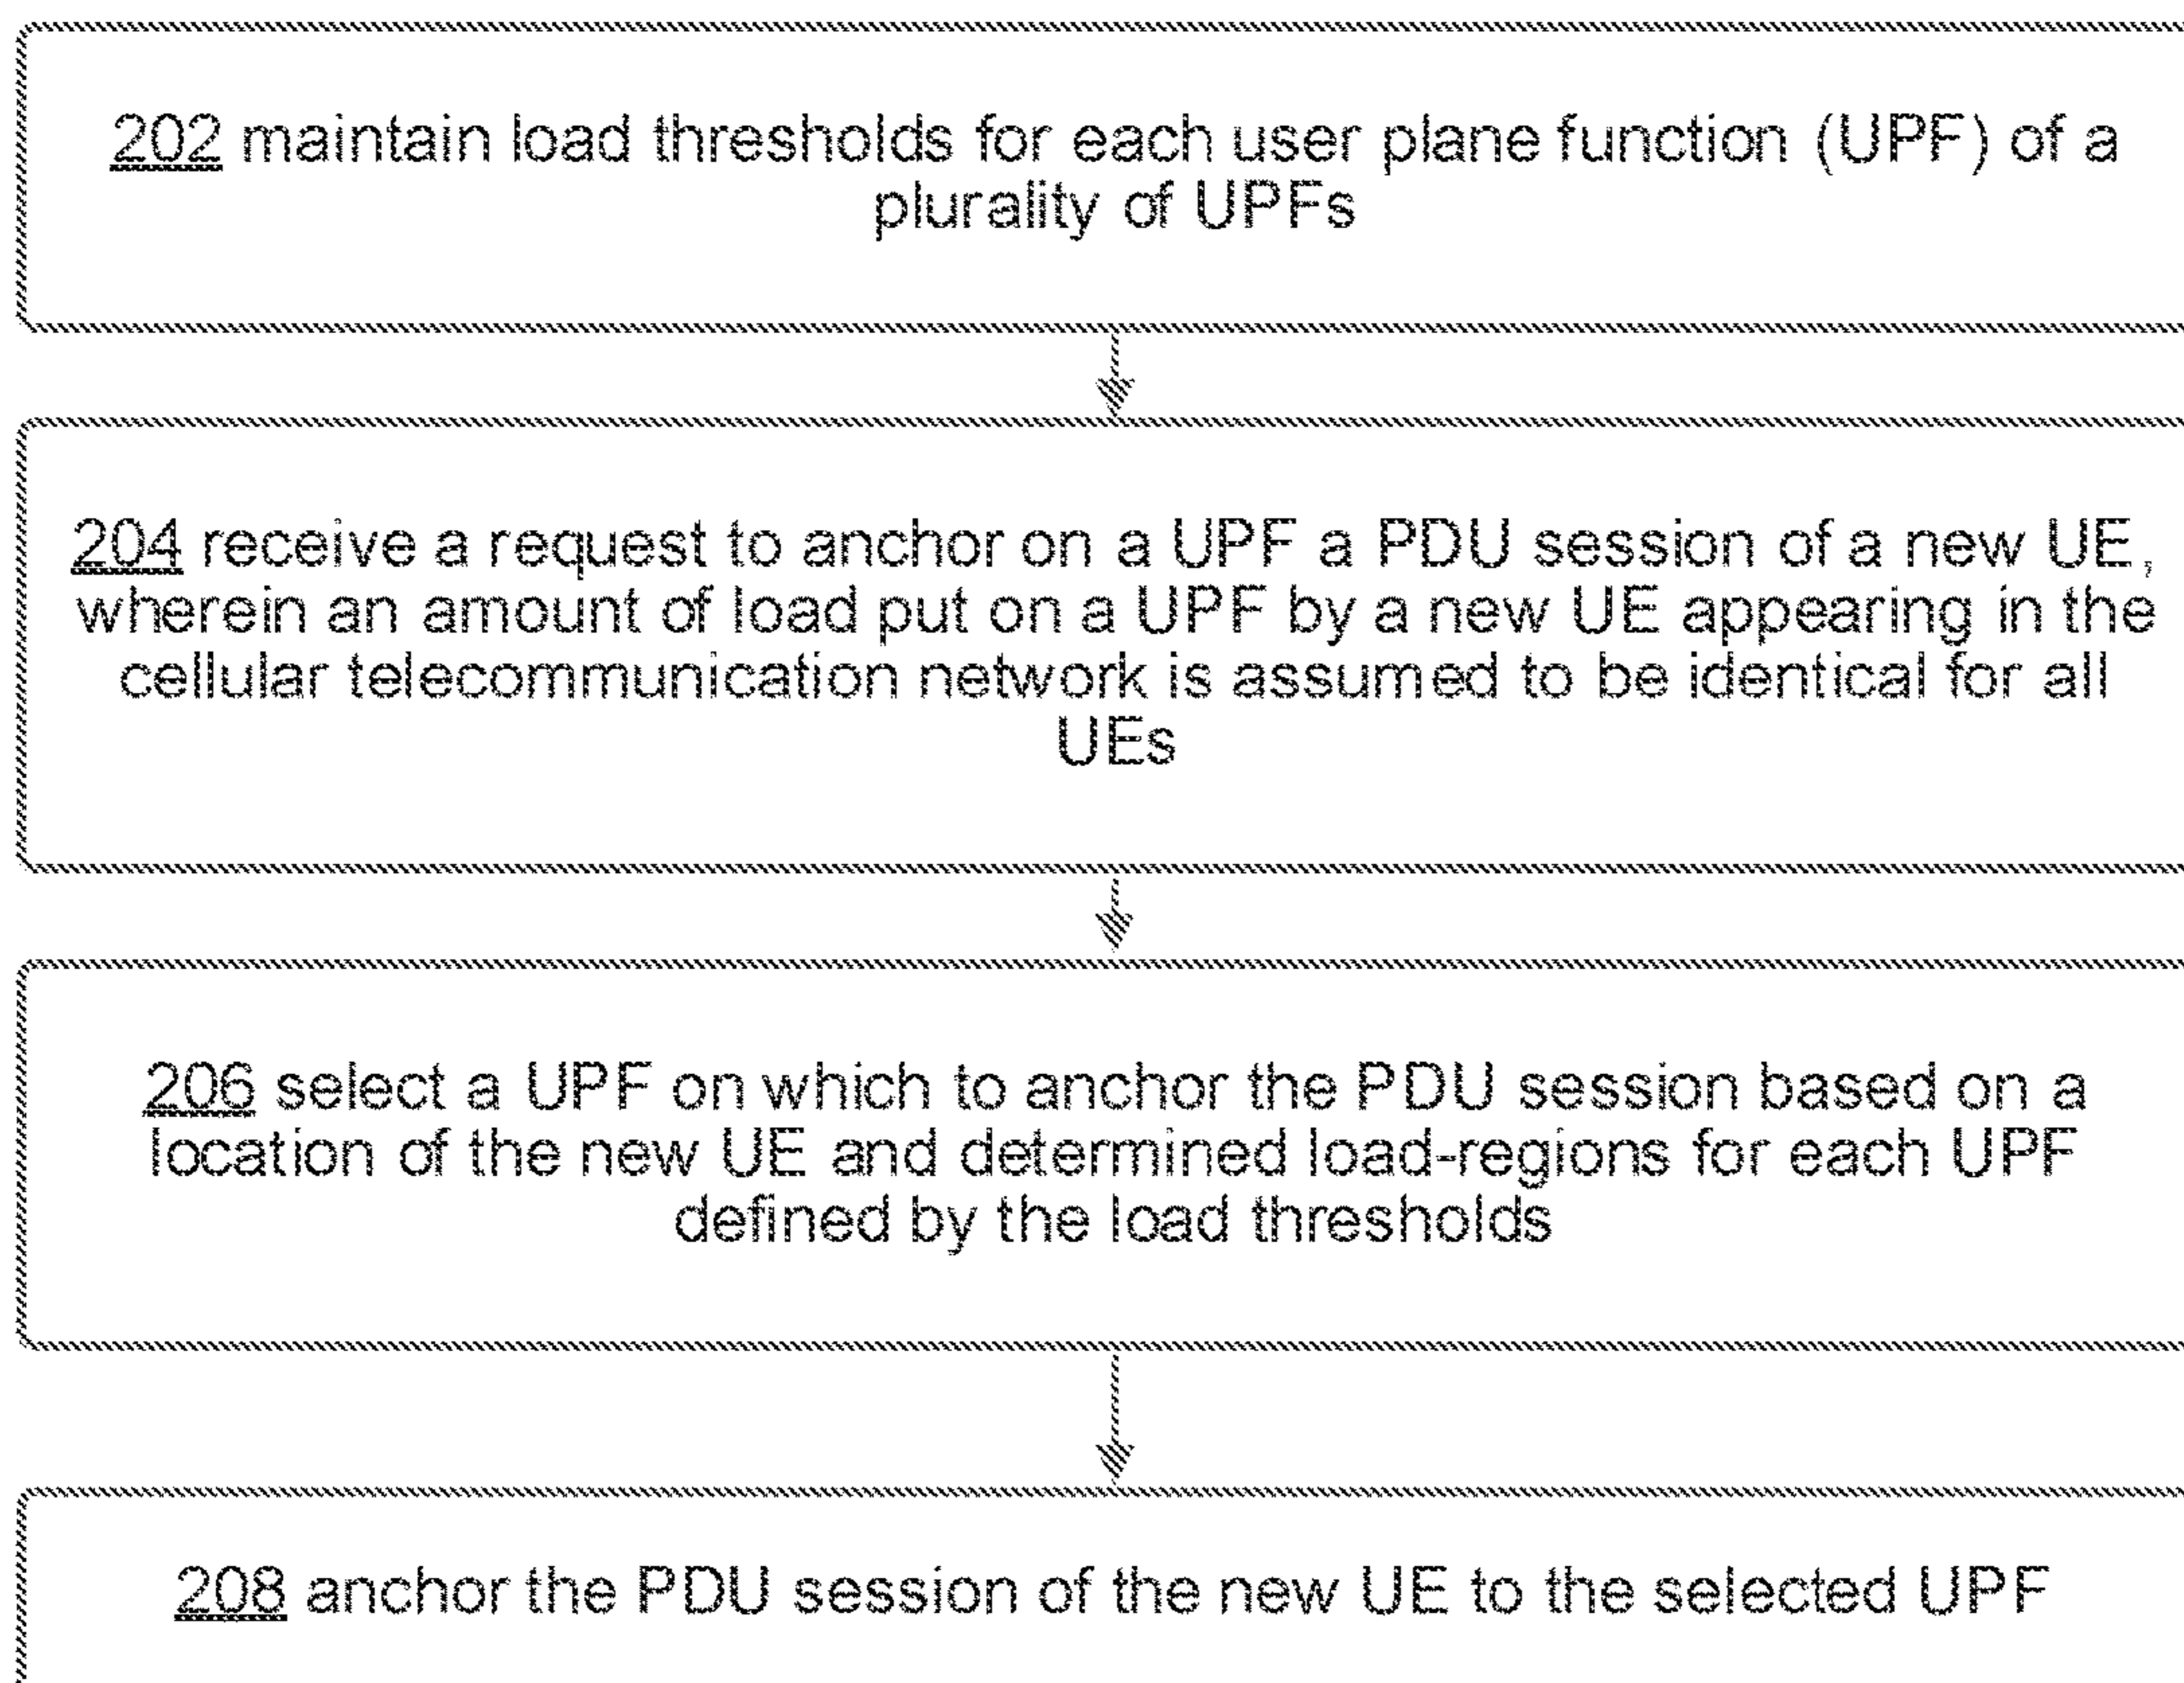 202 maintain load thresholds for each user plane function (UPF) of a
plurality of UPFs
204 receive a request to anchor on a UPF a PDU session of a new UE,
wherein an amount of load put on a UPF by a new UE appearing in the
cellular telecommunication network is assumed to be identical for all
UEs
206 select a UPF on which to anchor the PDU session based on a
location of the new UE and determined load-regions for each UPF
defined by the load thresholds
208 anchor the PDU session of the new UE to the selected UPF